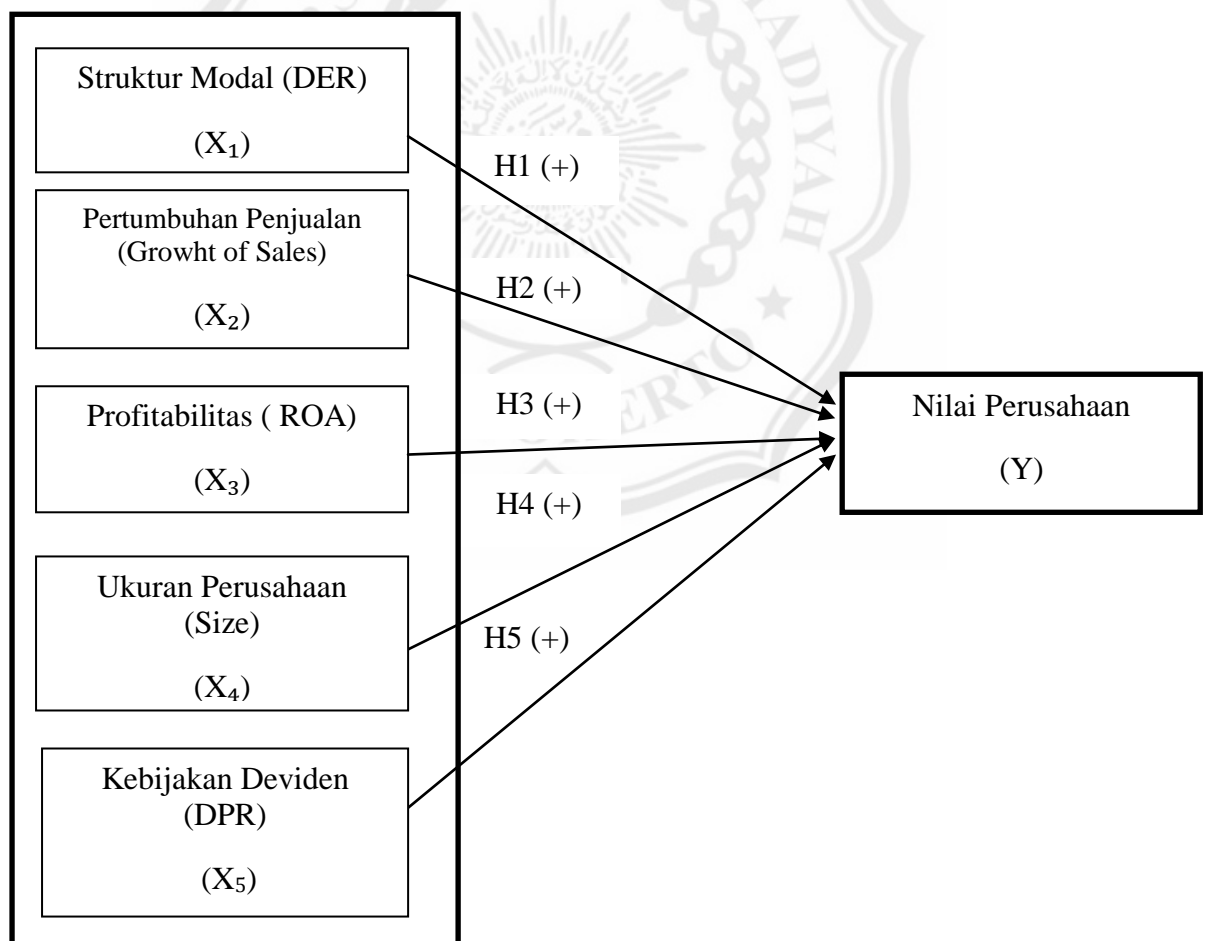 Struktur Modal (DER)
(X₁)
Pertumbuhan Penjualan
(Growht of Sales)
(X₂)
Profitabilitas ( ROA)
(X₃)
Ukuran Perusahaan
(Size)
(X₄)
Kebijakan Deviden
(DPR)
(X₅)
H1 (+)
H2 (+)
H3 (+)
H4 (+)
H5 (+)
Nilai Perusahaan
(Y)